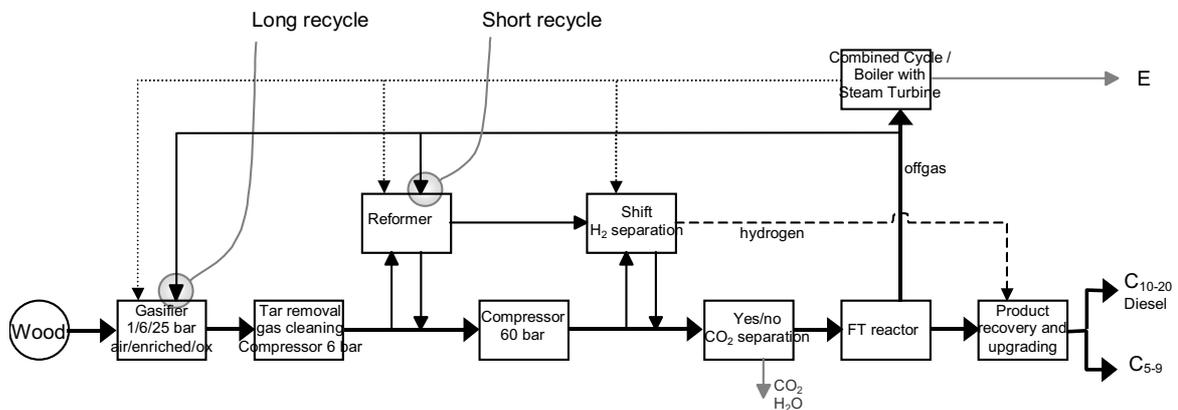 Long recycle
Short recycle
Combined Cycle /
Boiler with
Steam Turbine
E
offgas
Reformer
Shift
H2 separation
hydrogen
Wood
Gasifier
1/6/25 bar
air/enriched/ox
Tar removal
gas cleaning
Compressor 6 bar
Compressor
60 bar
Yes/no
CO2 separation
FT reactor
Product
recovery and
upgrading
C10-20
Diesel
C5-9
CO2
H2O